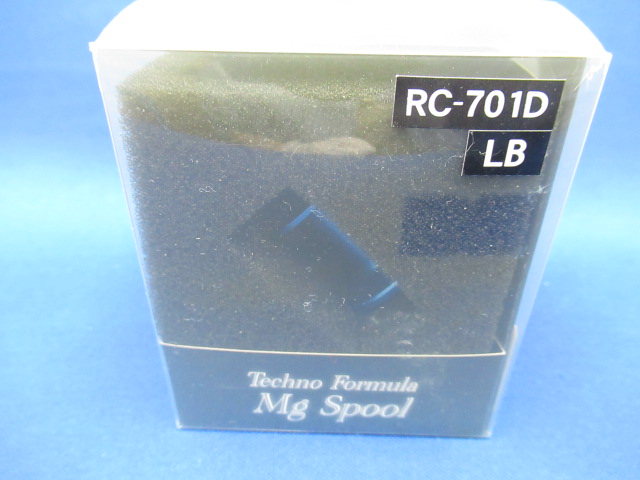 RC-701D
LB
Techno Formula
Mg Spool